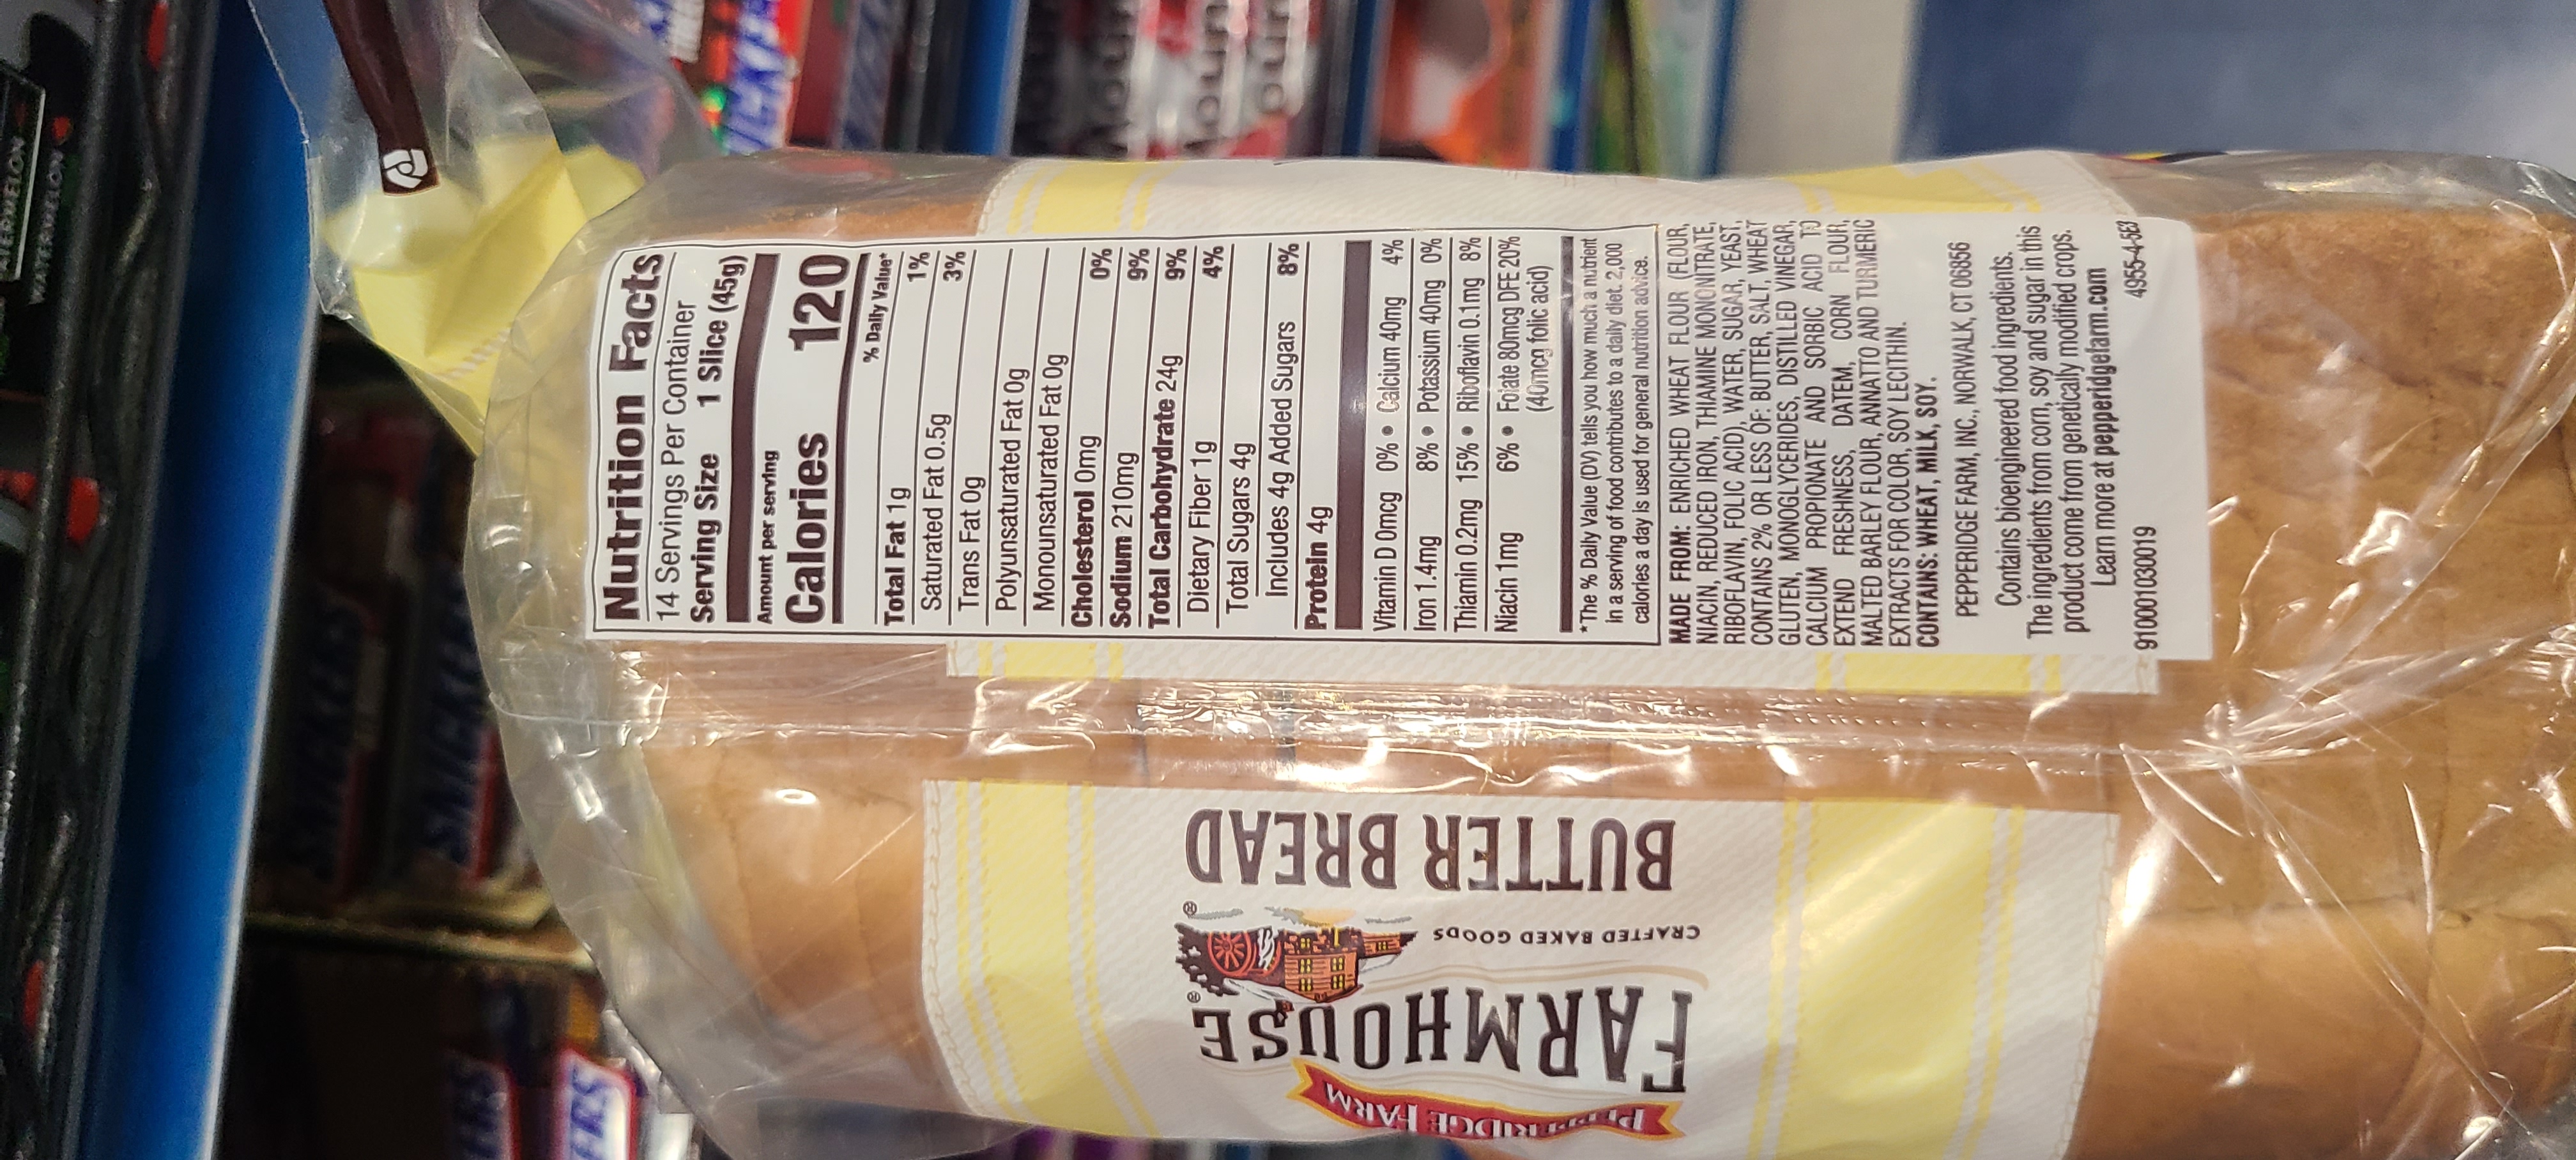 PEPPERIDGE FARM
FARMHOUSE®
CRAFTED BAKED GOODS
®
BUTTER BREAD
Nutrition Facts
14 Servings Per Container
Serving Size 1 Slice (45g)
Amount per serving
Calories 120
% Daily Value*
Total Fat 1g 1%
Saturated Fat 0.5g 3%
Trans Fat 0g
Polyunsaturated Fat 0g
Monounsaturated Fat 0g
Cholesterol 0mg 0%
Sodium 210mg 9%
Total Carbohydrate 24g 9%
Dietary Fiber 1g 4%
Total Sugars 4g
Includes 4g Added Sugars 8%
Protein 4g
Vitamin D 0mcg 0% • Calcium 40mg 4%
Iron 1.4mg 8% • Potassium 40mg 0%
Thiamin 0.2mg 15% • Riboflavin 0.1mg 8%
Niacin 1mg 6% • Folate 80mcg DFE 20%
(40mcg folic acid)
*The % Daily Value (DV) tells you how much a nutrient
in a serving of food contributes to a daily diet. 2,000
calories a day is used for general nutrition advice.
MADE FROM: ENRICHED WHEAT FLOUR (FLOUR,
NIACIN, REDUCED IRON, THIAMINE MONONITRATE,
RIBOFLAVIN, FOLIC ACID), WATER, SUGAR, YEAST,
CONTAINS 2% OR LESS OF: BUTTER, SALT, WHEAT
GLUTEN, MONOGLYCERIDES, DISTILLED VINEGAR,
CALCIUM PROPIONATE AND SORBIC ACID TO
EXTEND FRESHNESS, DATEM, CORN FLOUR,
MALTED BARLEY FLOUR, ANNATTO AND TURMERIC
EXTRACTS FOR COLOR, SOY LECITHIN.
CONTAINS: WHEAT, MILK, SOY.
PEPPERIDGE FARM, INC., NORWALK, CT 06856
Contains bioengineered food ingredients.
The ingredients from corn, soy and sugar in this
product come from genetically modified crops.
Learn more at pepperidgefarm.com
910001030019 4955-4-5E3
SNICKERS
SNICKERS
WATERMELON